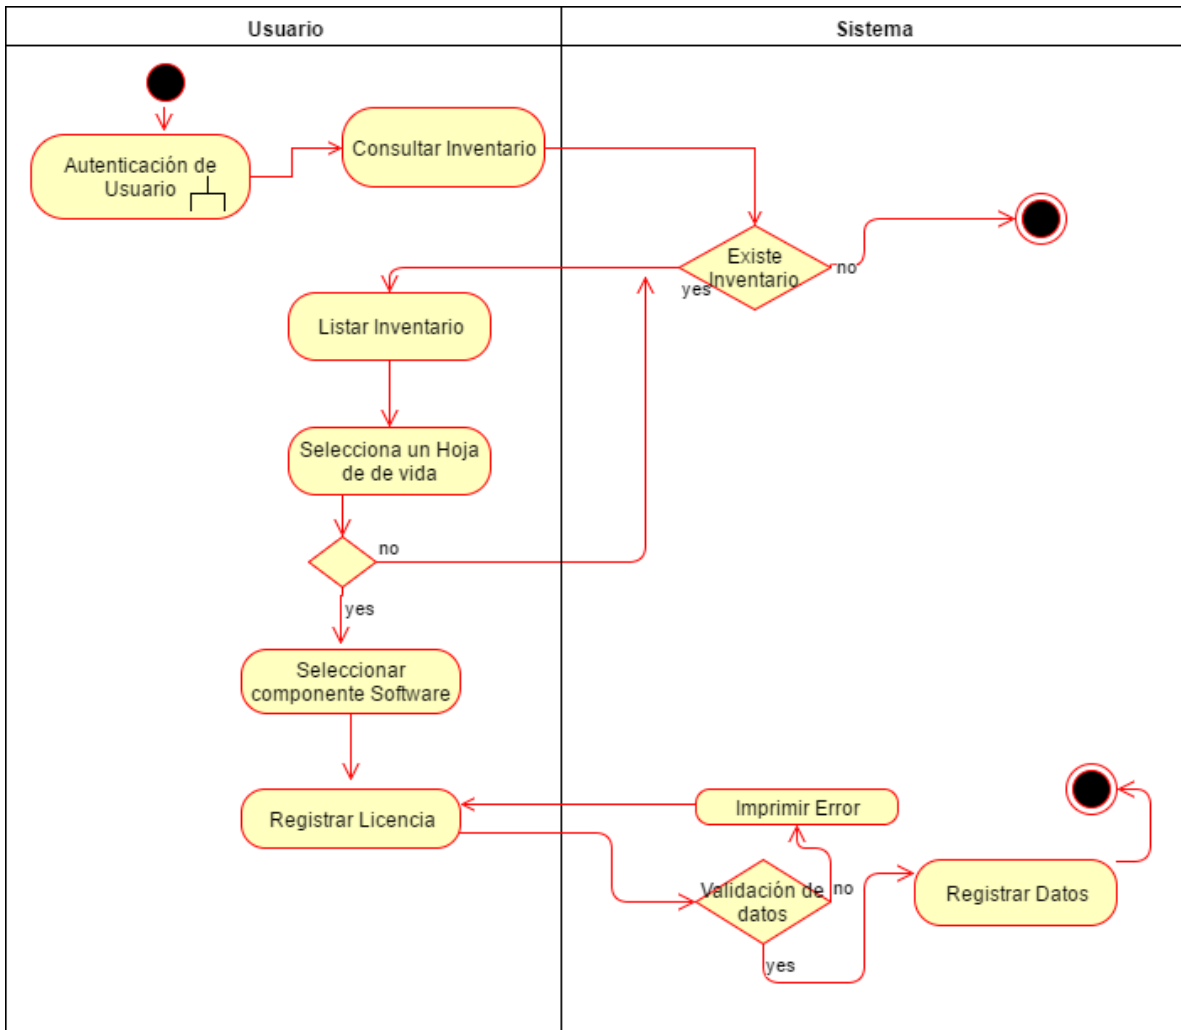 Usuario
Sistema
Autenticación de
Usuario
Consultar Inventario
Existe
Inventario
no
yes
Listar Inventario
Selecciona un Hoja
de de vida
no
yes
Seleccionar
componente Software
Registrar Licencia
Imprimir Error
Validación de
datos
no
yes
Registrar Datos